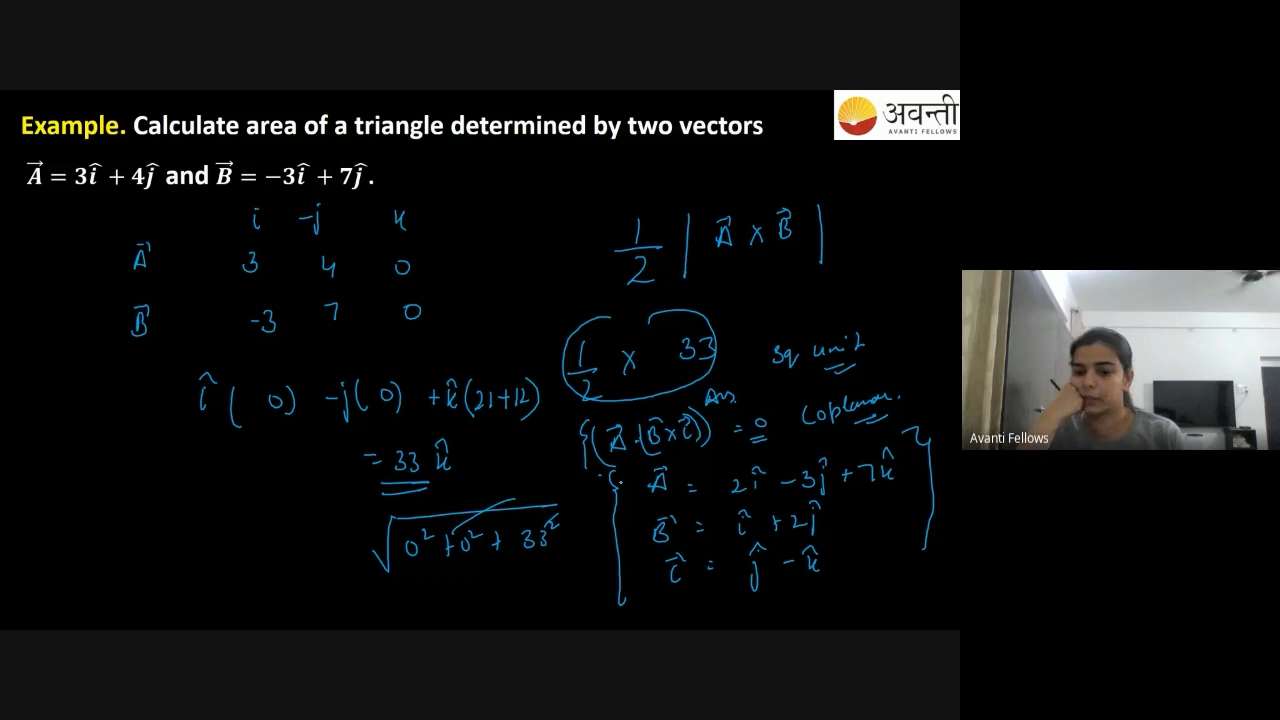 Example. Calculate area of a triangle determined by two vectors
अवन्ती
AVANTI FELLOWS
A⃗ = 3î + 4ĵ and B⃗ = −3î + 7ĵ.
i -j k
A⃗ 3 4 0
B⃗ -3 7 0
1/2 | A⃗ × B⃗ |
1/2 × 33 sq unit
Ans.
î ( 0) -j( 0) +k̂(21+12)
= 33 k̂
√0² + 0² + 33²
{(A⃗ ·(B⃗×C⃗)) = 0 Coplanar.
A⃗ = 2î - 3ĵ + 7k̂
B⃗ = î + 2ĵ
C⃗ = ĵ - k̂
Avanti Fellows